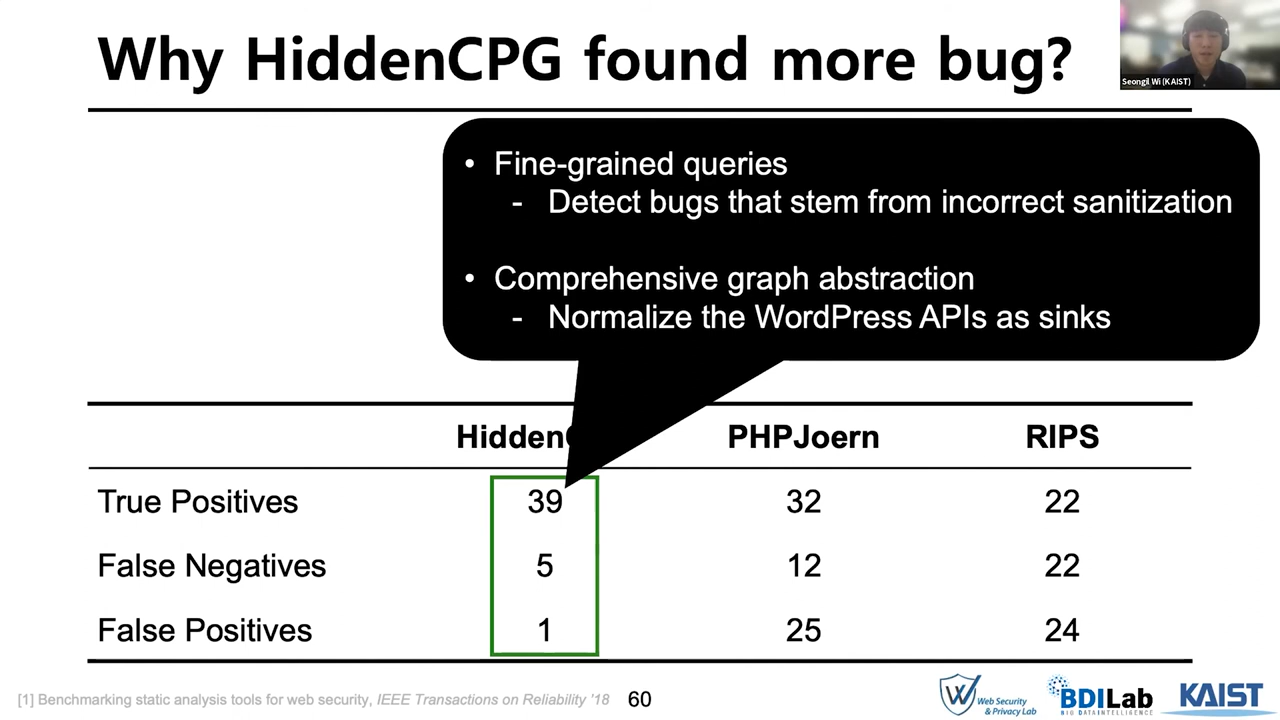 Why HiddenCPG found more bug?
Seongil Wi (KAIST)
• Fine-grained queries
- Detect bugs that stem from incorrect sanitization
• Comprehensive graph abstraction
- Normalize the WordPress APIs as sinks
Hidden PHPJoern RIPS
True Positives 39 32 22
False Negatives 5 12 22
False Positives 1 25 24
[1] Benchmarking static analysis tools for web security, IEEE Transactions on Reliability '18
60
Web Security
& Privacy Lab
BDILab
BIG DATA INTELLIGENCE
KAIST